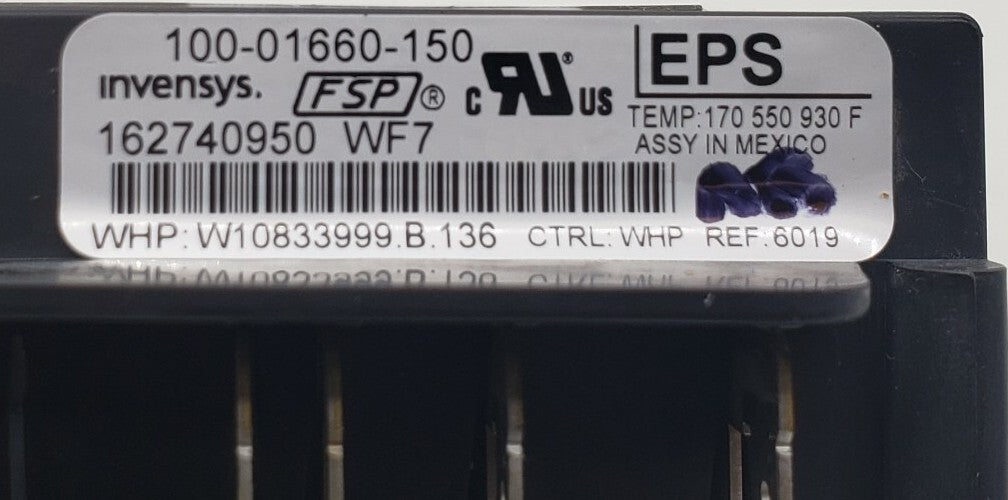 100-01660-150
invensys. FSP® c RU® US
EPS
TEMP:170 550 930 F
162740950 WF7
ASSY IN MEXICO
WHP: W10833999.B.136 CTRL: WHP REF. 6019